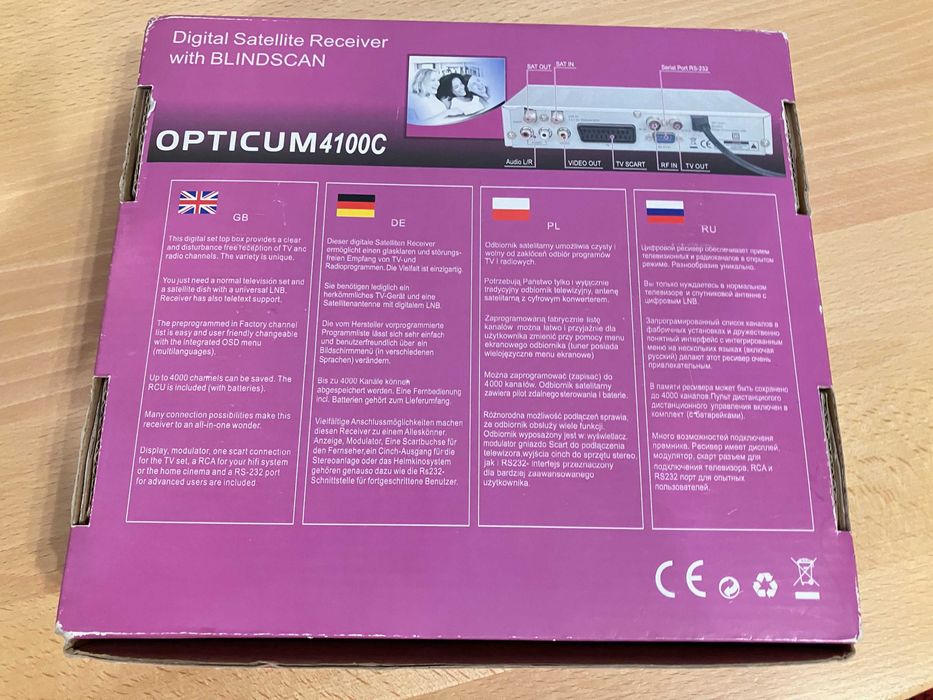 Digital Satellite Receiver
with BLINDSCAN
OPTICUM 4100C
SAT OUT
SAT IN
Serial Port RS-232
Audio L/R
VIDEO OUT
TV SCART
RF IN
TV OUT
GB
This digital set top box provides a clear
and disturbance free reception of TV and
radio channels. The variety is unique.
You just need a normal television set and
a satellite dish with a universal LNB.
Receiver has also teletext support.
The preprogrammed in Factory channel
list is easy and user friendly changeable
with the integrated OSD menu
(multilanguages).
Up to 4000 channels can be saved. The
RCU is included (with batteries).
Many connection possibilities make this
receiver to an all-in-one wonder.
Display, modulator, one scart connection
for the TV set, a RCA for your hifi system
or the home cinema and a RS-232 port
for advanced users are included
DE
Dieser digitale Satelliten Receiver
ermöglicht einen glasklaren und störungs-
freien Empfang von TV-und
Radioprogrammen. Die Vielfalt ist einzigartig
Sie benötigen lediglich ein
herkömmliches TV-Gerät und eine
Satellitenantenne mit digitalem LNB.
Die vom Hersteller vorprogrammierte
Programmliste lässt sich sehr einfach
und benutzerfreundlich über ein
Bildschirmmenü (in verschiedenen
Sprachen) verändern.
Bis zu 4000 Kanäle können
abgespeichert werden. Eine Fernbedienung
incl. Batterien gehört zum Lieferumfang.
Vielfältige Anschlussmöglichkeiten machen
diesen Receiver zu einem Alleskönner.
Anzeige, Modulator, Eine Scartbuchse für
den Fernseher,ein Cinch-Ausgang für die
Stereoanlage oder das Heimkinosystem
gehören genauso dazu wie die Rs232-
Schnittstelle für fortgeschrittene Benutzer.
PL
Odbiornik satelitarny umożliwia czysty i
wolny od zakłóceń odbiór programów
TV i radiowych.
Potrzebują Państwo tylko i wyłącznie
tradycyjny odbiornik telewizyjny, antenę
satelitarną z cyfrowym konwerterem.
Zaprogramowaną fabrycznie listę
kanałów można łatwo i przyjaźnie dla
użytkownika zmienić przy pomocy menu
ekranowego odbiornika (tuner posiada
wielojęzyczne menu ekranowe)
Można zaprogramować (zapisać) do
4000 kanałów. Odbiornik satelitarny
zawiera pilot zdalnego sterowania i baterie.
Różnorodna możliwość podłączeń sprawia,
że odbiornik obsługuje wiele funkcji.
Odbiornik wyposażony jest w: wyświetlacz,
modulator gniazdo Scart do podłączenia
telewizora,wyjścia cinch do sprzętu stereo,
jak i RS232- interfejs przeznaczony
dla bardziej zaawansowanego
użytkownika.
RU
Цифровой ресивер обеспечивает прием
телевизионных и радиоканалов в открытом
режиме. Разнообразие уникально.
Вы только нуждаетесь в нормальном
телевизоре и спутниковой антенне с
цифровым LNB.
Запрограмированный список каналов в
фабричных установках и дружественно
понятный интерфейс с интегрированным
меню на нескольких языках (включая
русский) делают этот ресивер очень
привлекательным.
В памяти ресивера может быть сохранено
до 4000 каналов.Пульт дистанциогого
дистанционного управления включен в
комплект (с батарейками).
Много возможностей подключеня
премника. Ресивер имеет дисплей,
модулятор, скарт разъем для
подключения телевизора, RCA и
RS232 порт для опытных
пользователей.
CE